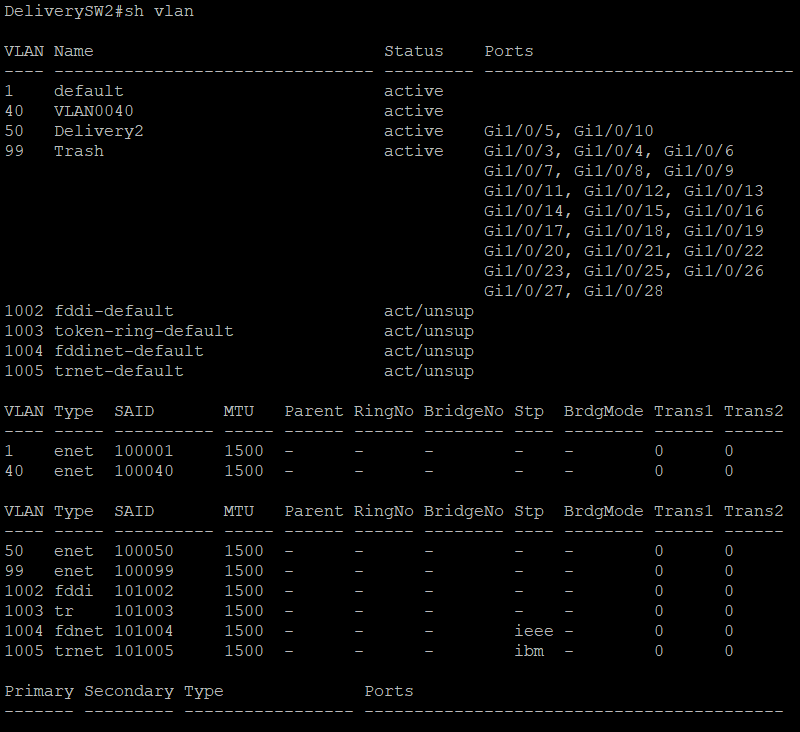 DeliverySW2#sh vlan
VLAN Name                             Status    Ports
---- -------------------------------- --------- -------------------------------
1    default                          active
40   VLAN0040                         active
50   Delivery2                        active    Gi1/0/5, Gi1/0/10
99   Trash                            active    Gi1/0/3, Gi1/0/4, Gi1/0/6
                                                Gi1/0/7, Gi1/0/8, Gi1/0/9
                                                Gi1/0/11, Gi1/0/12, Gi1/0/13
                                                Gi1/0/14, Gi1/0/15, Gi1/0/16
                                                Gi1/0/17, Gi1/0/18, Gi1/0/19
                                                Gi1/0/20, Gi1/0/21, Gi1/0/22
                                                Gi1/0/23, Gi1/0/25, Gi1/0/26
                                                Gi1/0/27, Gi1/0/28
1002 fddi-default                     act/unsup
1003 token-ring-default               act/unsup
1004 fddinet-default                  act/unsup
1005 trnet-default                    act/unsup
VLAN Type  SAID       MTU   Parent RingNo BridgeNo Stp  BrdgMode Trans1 Trans2
---- ----- ---------- ----- ------ ------ -------- ---- -------- ------ ------
1    enet  100001     1500  -      -      -        -    -        0      0
40   enet  100040     1500  -      -      -        -    -        0      0
VLAN Type  SAID       MTU   Parent RingNo BridgeNo Stp  BrdgMode Trans1 Trans2
---- ----- ---------- ----- ------ ------ -------- ---- -------- ------ ------
50   enet  100050     1500  -      -      -        -    -        0      0
99   enet  100099     1500  -      -      -        -    -        0      0
1002 fddi  101002     1500  -      -      -        -    -        0      0
1003 tr    101003     1500  -      -      -        -    -        0      0
1004 fdnet 101004     1500  -      -      -        ieee -        0      0
1005 trnet 101005     1500  -      -      -        ibm  -        0      0
Primary Secondary Type              Ports
------- --------- ----------------- ------------------------------------------